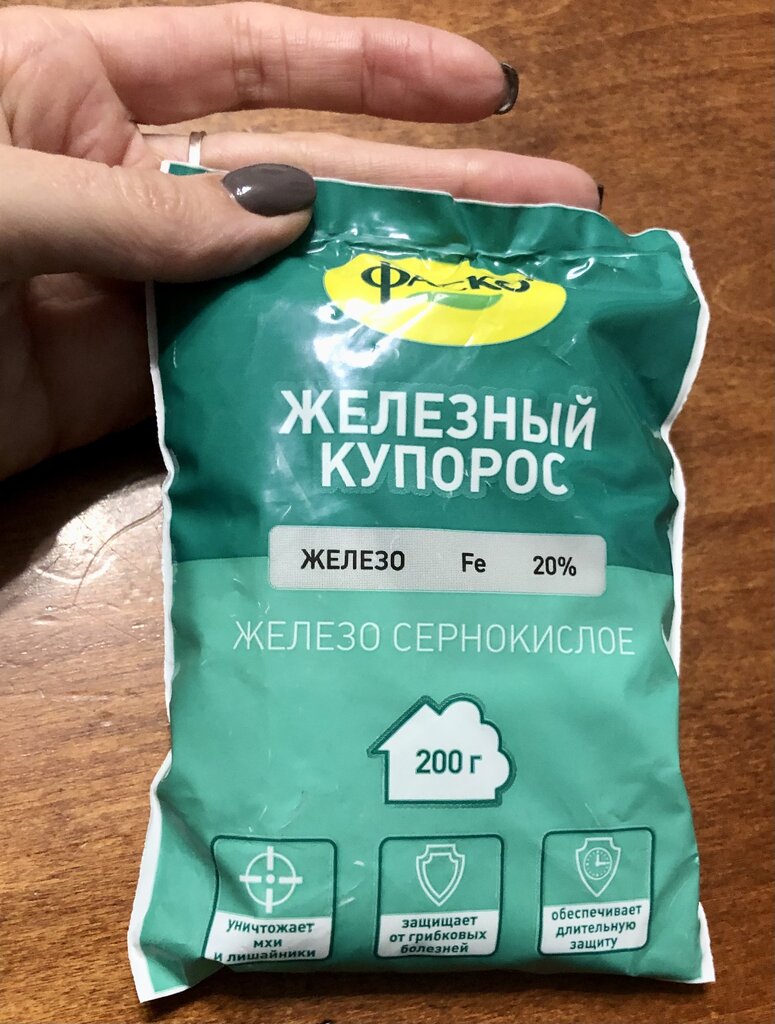 Фаско
ЖЕЛЕЗНЫЙ
КУПОРОС
ЖЕЛЕЗО Fe 20%
ЖЕЛЕЗО СЕРНОКИСЛОЕ
200 г
уничтожает
мхи
и лишайники
защищает
от грибковых
болезней
обеспечивает
длительную
защиту